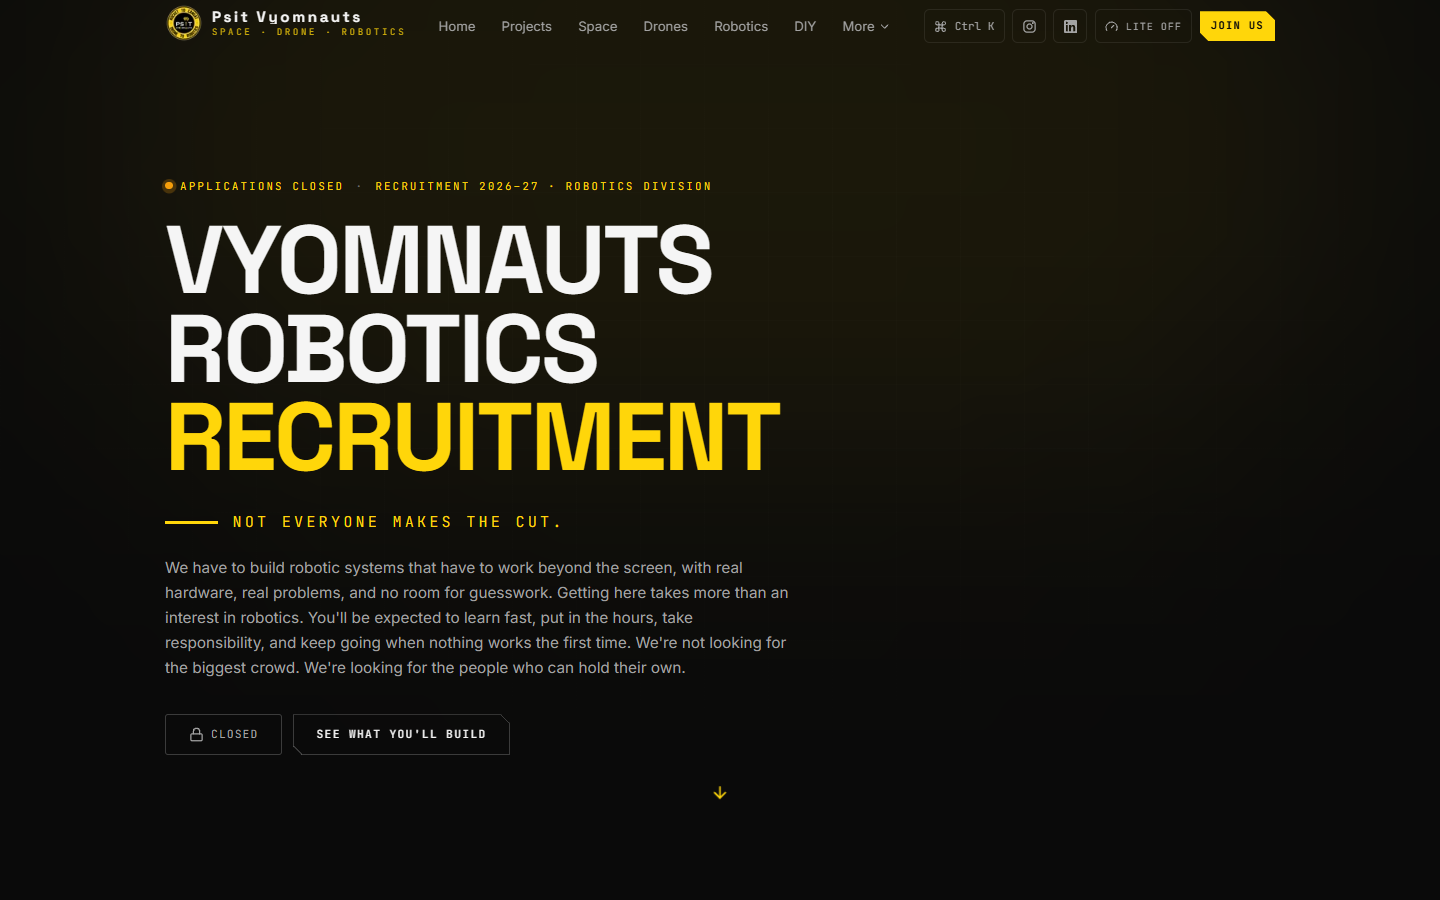 Psit Vyomnauts
SPACE · DRONE · ROBOTICS
Home
Projects
Space
Drones
Robotics
DIY
More
⌘ Ctrl K
LITE OFF
JOIN US
APPLICATIONS CLOSED · RECRUITMENT 2026–27 · ROBOTICS DIVISION
VYOMNAUTS
ROBOTICS
RECRUITMENT
NOT EVERYONE MAKES THE CUT.
We have to build robotic systems that have to work beyond the screen, with real
hardware, real problems, and no room for guesswork. Getting here takes more than an
interest in robotics. You'll be expected to learn fast, put in the hours, take
responsibility, and keep going when nothing works the first time. We're not looking for
the biggest crowd. We're looking for the people who can hold their own.
CLOSED
SEE WHAT YOU'LL BUILD